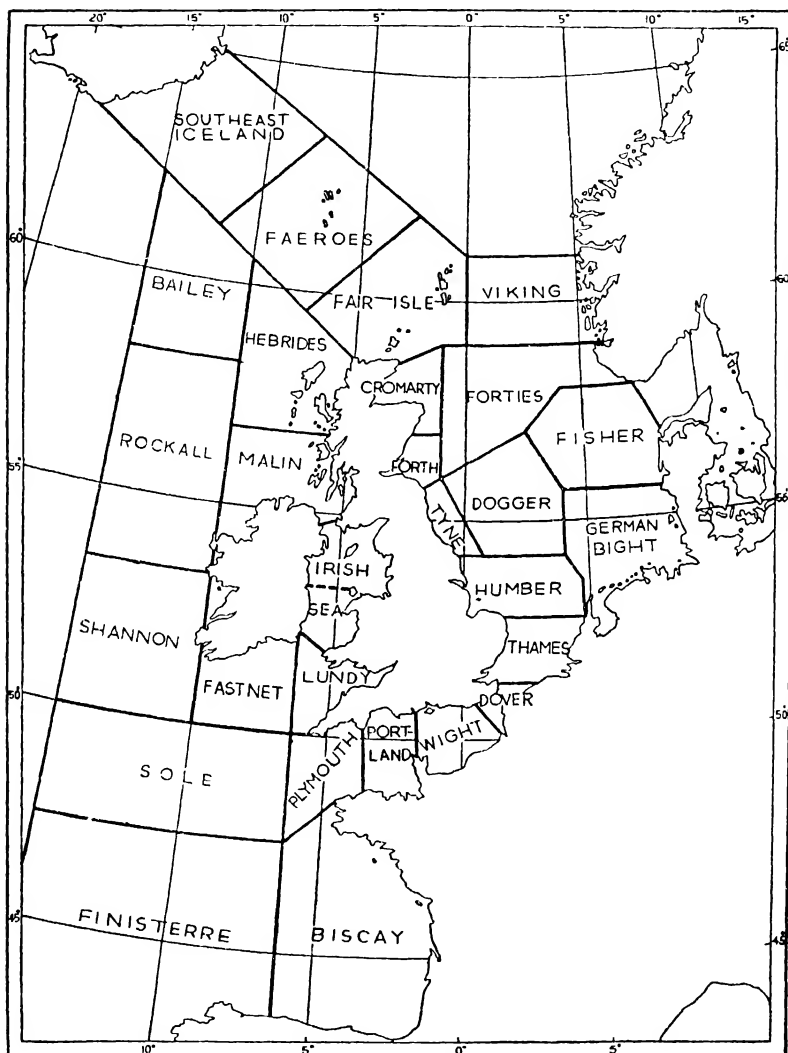 20° 15° 10° 5° 0° 5° 10° 15°
65° 65°
SOUTHEAST
ICELAND
FAEROES
60° 60°
BAILEY
FAIR ISLE
VIKING
HEBRIDES
CROMARTY
FORTIES
ROCKALL
FISHER
MALIN
FORTH
55° 55°
DOGGER
TYNE
GERMAN
BIGHT
IRISH
SEA
HUMBER
SHANNON
THAMES
FASTNET
LUNDY
DOVER
50° 50°
PORT-
LAND
WIGHT
PLYMOUTH
SOLE
45° 45°
FINISTERRE
BISCAY
10° 5° 0° 5°